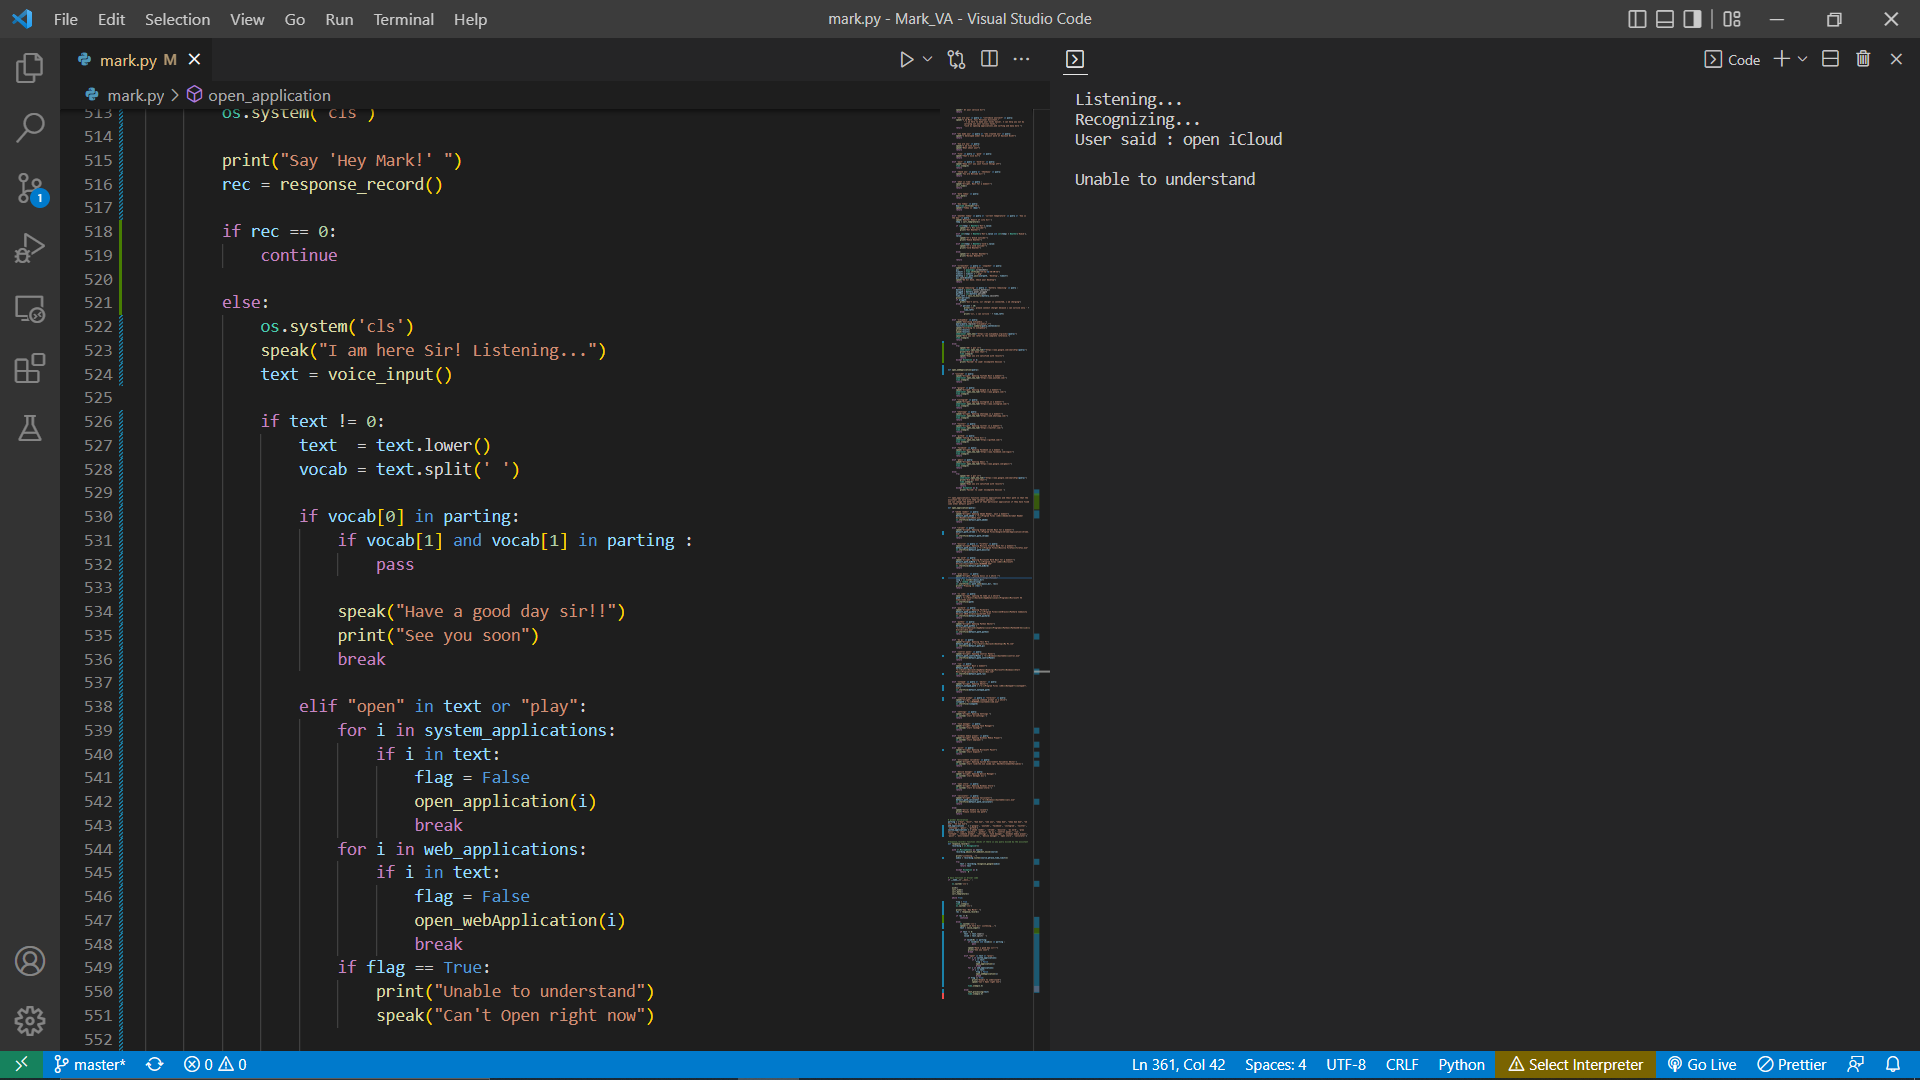 File Edit Selection View Go Run Terminal Help
mark.py - Mark_VA - Visual Studio Code
mark.py M
Code
mark.py > open_application
513 os.system('cls')
514
515 print("Say 'Hey Mark!' ")
516 rec = response_record()
517
518 if rec == 0:
519 continue
520
521 else:
522 os.system('cls')
523 speak("I am here Sir! Listening...")
524 text = voice_input()
525
526 if text != 0:
527 text  = text.lower()
528 vocab = text.split(' ')
529
530 if vocab[0] in parting:
531 if vocab[1] and vocab[1] in parting :
532 pass
533
534 speak("Have a good day sir!!")
535 print("See you soon")
536 break
537
538 elif "open" in text or "play":
539 for i in system_applications:
540 if i in text:
541 flag = False
542 open_application(i)
543 break
544 for i in web_applications:
545 if i in text:
546 flag = False
547 open_webApplication(i)
548 break
549 if flag == True:
550 print("Unable to understand")
551 speak("Can't Open right now")
552
Listening...
Recognizing...
User said : open iCloud
Unable to understand
1
master* 0 0 Ln 361, Col 42 Spaces: 4 UTF-8 CRLF Python Select Interpreter Go Live Prettier